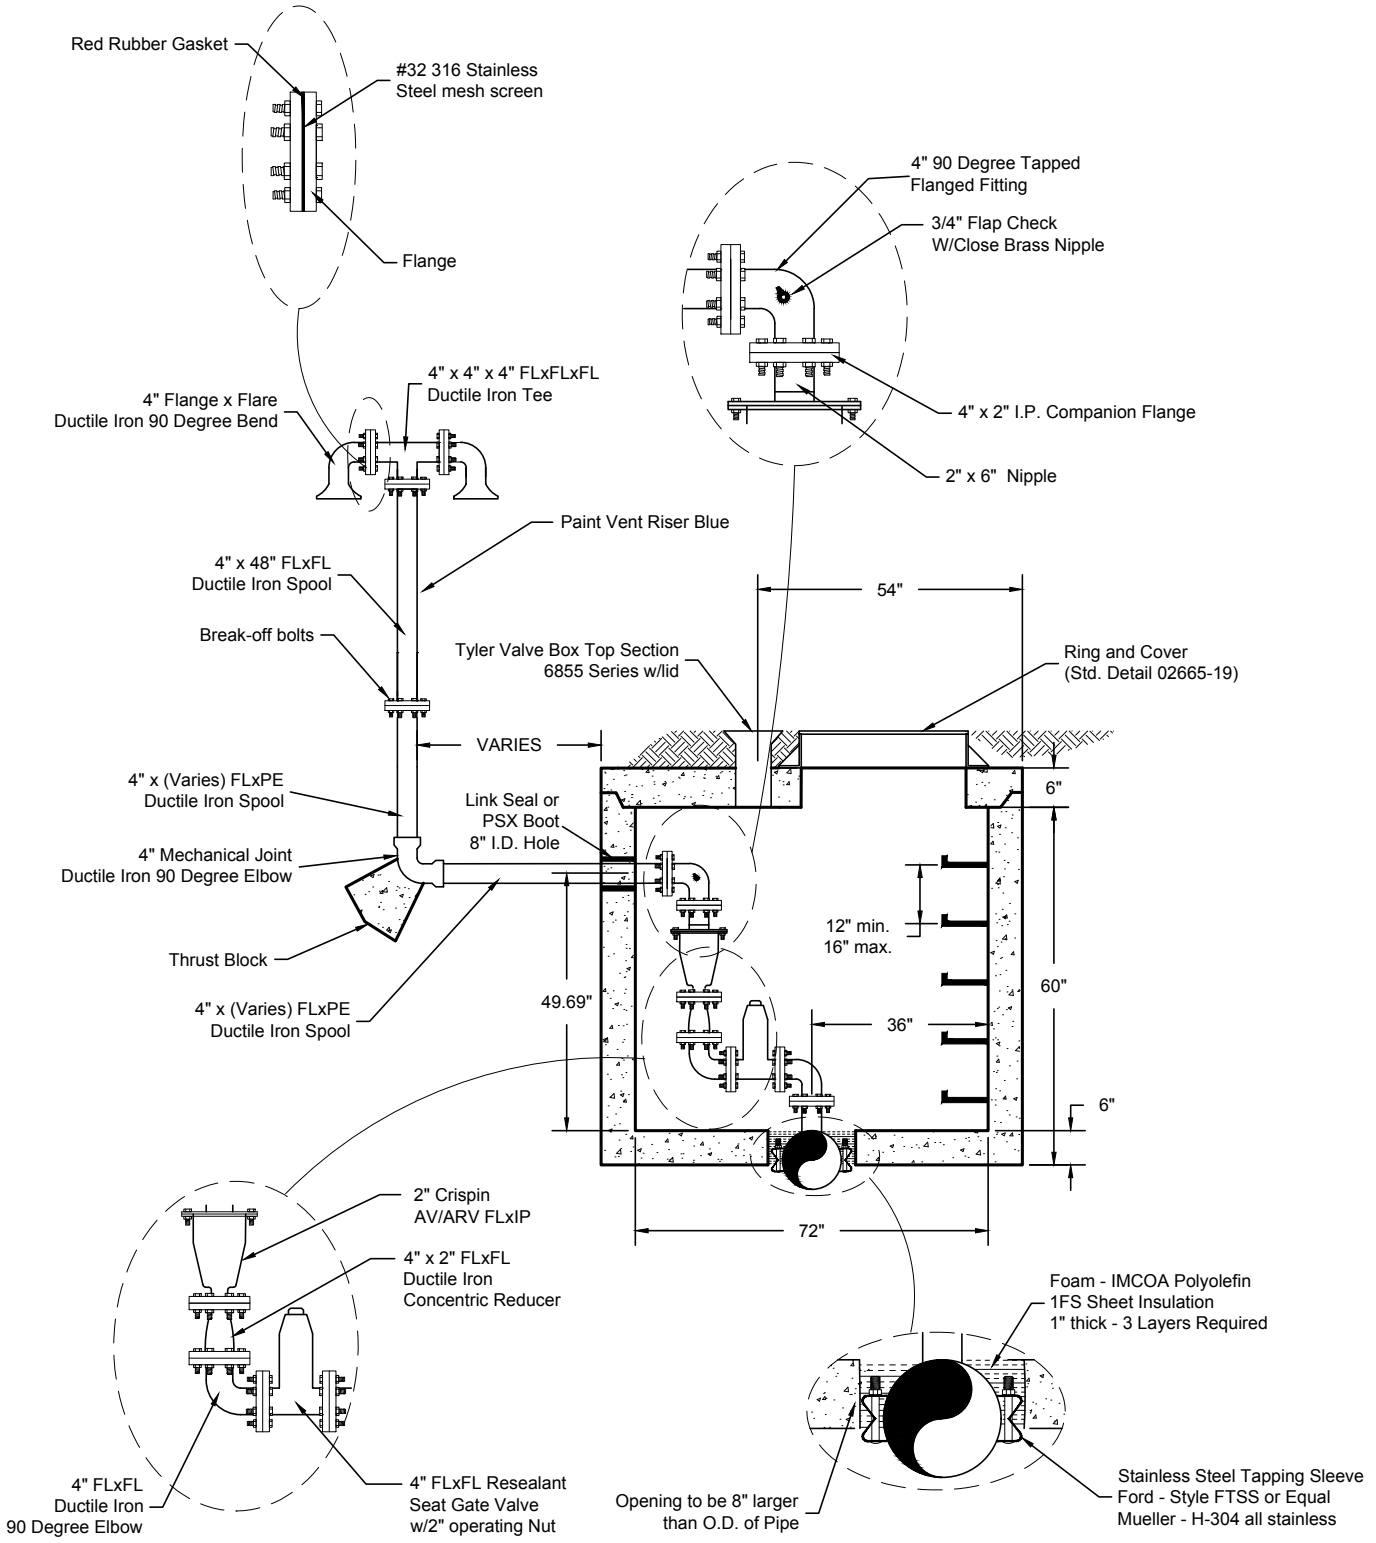 Red Rubber Gasket
#32 316 Stainless
Steel mesh screen
Flange
4" 90 Degree Tapped
Flanged Fitting
3/4" Flap Check
W/Close Brass Nipple
4" x 2" I.P. Companion Flange
2" x 6" Nipple
4" x 4" x 4" FLxFLxFL
Ductile Iron Tee
4" Flange x Flare
Ductile Iron 90 Degree Bend
Paint Vent Riser Blue
4" x 48" FLxFL
Ductile Iron Spool
Break-off bolts
54"
Tyler Valve Box Top Section
6855 Series w/lid
Ring and Cover
(Std. Detail 02665-19)
VARIES
4" x (Varies) FLxPE
Ductile Iron Spool
Link Seal or
PSX Boot
8" I.D. Hole
6"
4" Mechanical Joint
Ductile Iron 90 Degree Elbow
12" min.
16" max.
Thrust Block
4" x (Varies) FLxPE
Ductile Iron Spool
49.69"
60"
36"
6"
72"
2" Crispin
AV/ARV FLxIP
4" x 2" FLxFL
Ductile Iron
Concentric Reducer
4" FLxFL
Ductile Iron
90 Degree Elbow
4" FLxFL Resealant
Seat Gate Valve
w/2" operating Nut
Foam - IMCOA Polyolefin
1FS Sheet Insulation
1" thick - 3 Layers Required
Opening to be 8" larger
than O.D. of Pipe
Stainless Steel Tapping Sleeve
Ford - Style FTSS or Equal
Mueller - H-304 all stainless